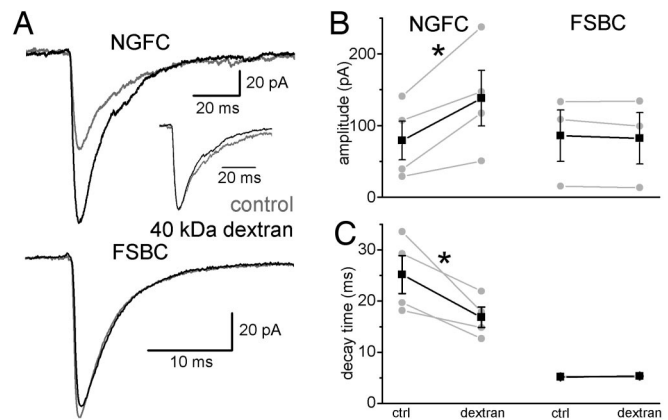 A
NGFC
20 pA
20 ms
20 ms
control
40 kDa dextran
FSBC
20 pA
10 ms
B
NGFC
FSBC
*
amplitude (pA)
200
100
0
C
*
decay time (ms)
30
20
10
0
ctrl
dextran
ctrl
dextran